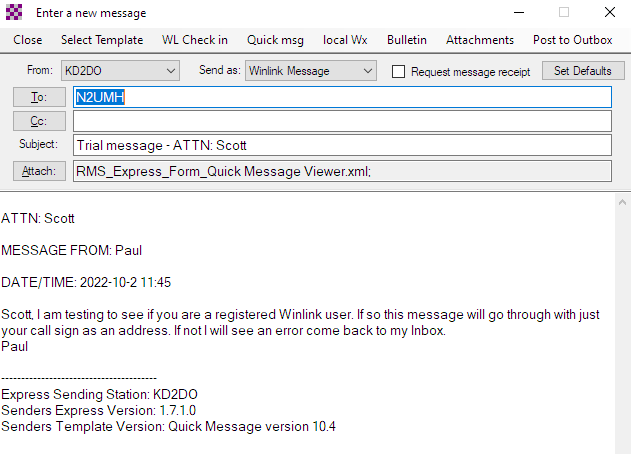 Enter a new message
Close Select Template WL Check in Quick msg local Wx Bulletin Attachments Post to Outbox
From: KD2DO Send as: Winlink Message Request message receipt Set Defaults
To: N2UMH
Cc:
Subject: Trial message - ATTN: Scott
Attach: RMS_Express_Form_Quick Message Viewer.xml;
ATTN: Scott
MESSAGE FROM: Paul
DATE/TIME: 2022-10-2 11:45
Scott, I am testing to see if you are a registered Winlink user. If so this message will go through with just
your call sign as an address. If not I will see an error come back to my Inbox.
Paul
---------------------------------------
Express Sending Station: KD2DO
Senders Express Version: 1.7.1.0
Senders Template Version: Quick Message version 10.4